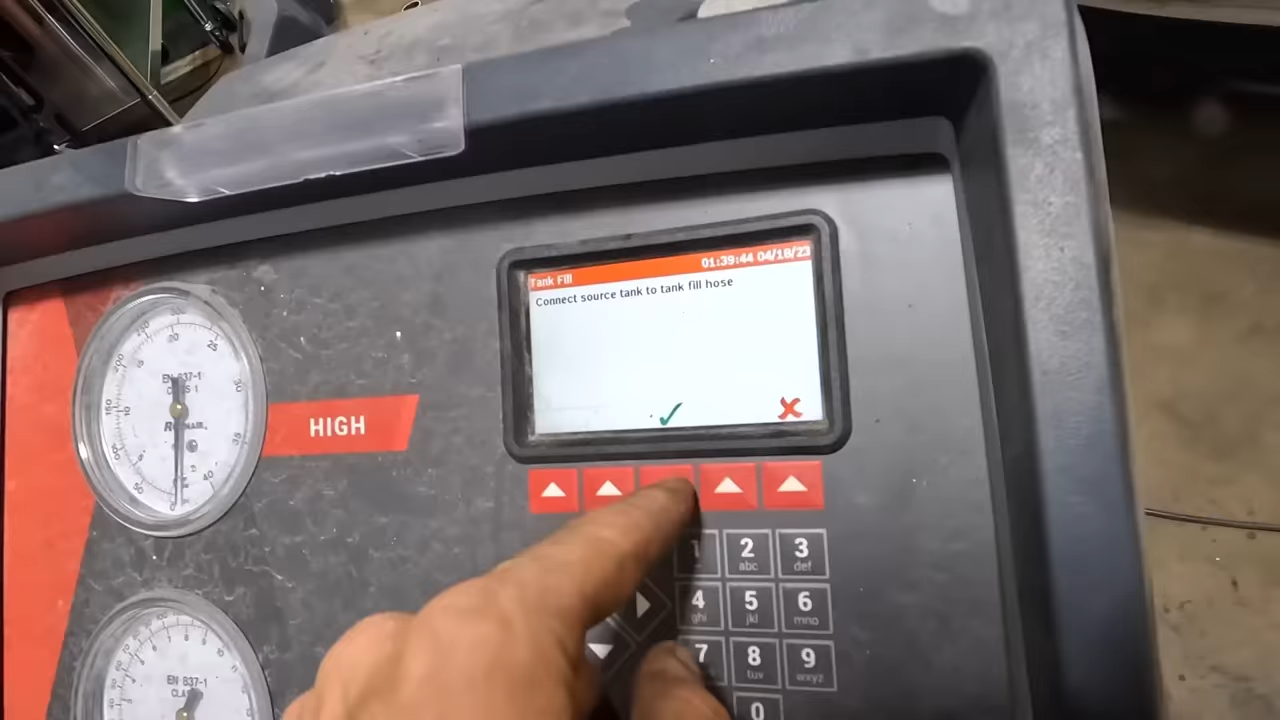 Tank Fill 01:39:44 04/18/23
Connect source tank to tank fill hose
HIGH
EN 837-1
CLASS 1
1
2 abc
3 def
4 ghi
5 jkl
6 mno
7
8 tuv
9 wxyz
0
EN 837-1